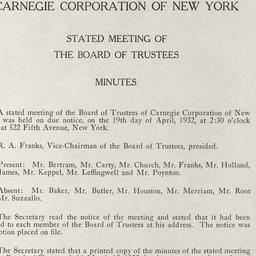 CARNEGIE CORPORATION OF NEW YORK
STATED MEETING OF
THE BOARD OF TRUSTEES
MINUTES
A stated meeting of the Board of Trustees of Carnegie Corporation of New
was held on due notice, on the 19th day of April, 1932, at 2:30 o'clock
at 522 Fifth Avenue, New York.
R. A. Franks, Vice-Chairman of the Board of Trustees, presided.
Present: Mr. Bertram, Mr. Carty, Mr. Church, Mr. Franks, Mr. Holland,
James, Mr. Keppel, Mr. Leffingwell and Mr. Poynton.
Absent: Mr. Baker, Mr. Butler, Mr. Houston, Mr. Merriam, Mr. Root
Mr. Suzzallo.
The Secretary read the notice of the meeting and stated that it had been
d to each member of the Board of Trustees at his address. The notice was
otion placed on file.
The Secretary stated that a printed copy of the minutes of the stated meeting